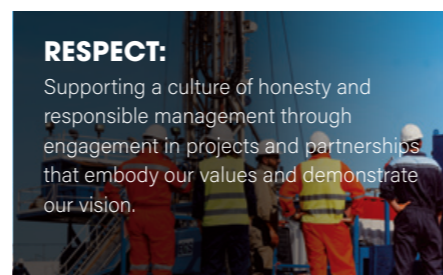 RESPECT:
Supporting a culture of honesty and
responsible management through
engagement in projects and partnerships
that embody our values and demonstrate
our vision.